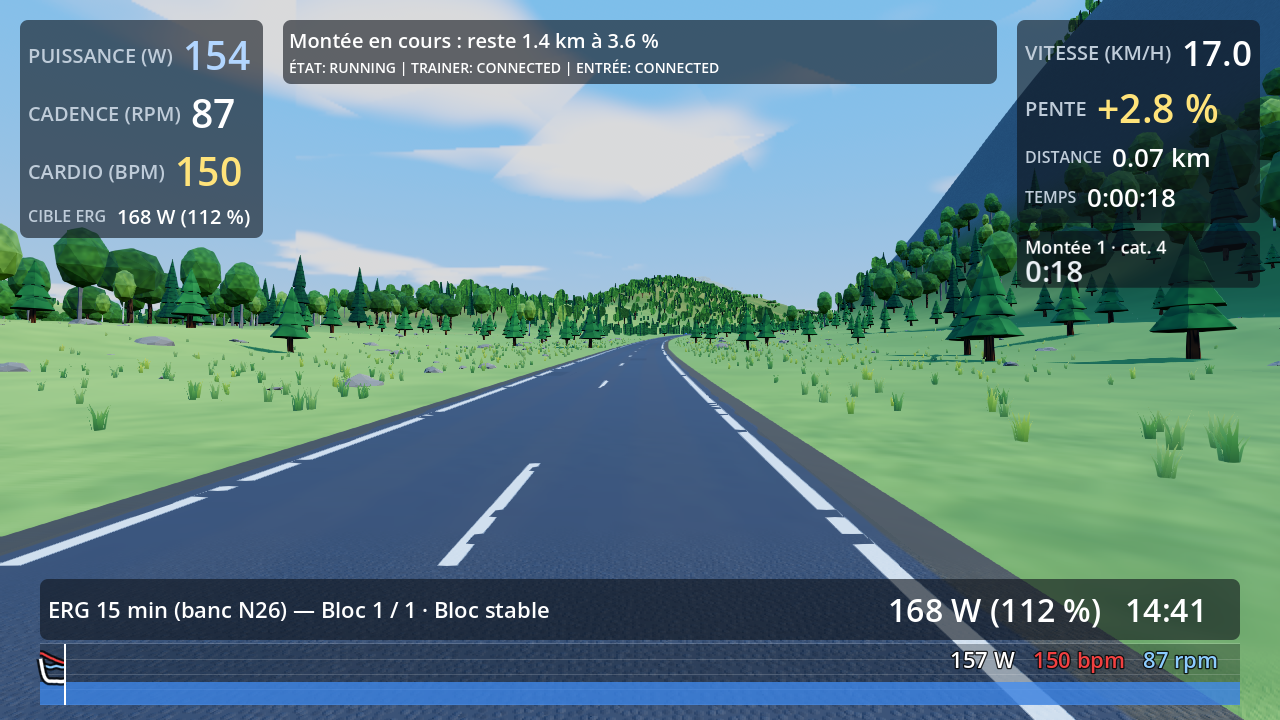 PUISSANCE (W) 154
CADENCE (RPM) 87
CARDIO (BPM) 150
CIBLE ERG 168 W (112 %)
Montée en cours : reste 1.4 km à 3.6 %
ÉTAT: RUNNING | TRAINER: CONNECTED | ENTRÉE: CONNECTED
VITESSE (KM/H) 17.0
PENTE +2.8 %
DISTANCE 0.07 km
TEMPS 0:00:18
Montée 1 · cat. 4
0:18
ERG 15 min (banc N26) — Bloc 1 / 1 · Bloc stable 168 W (112 %) 14:41
157 W 150 bpm 87 rpm